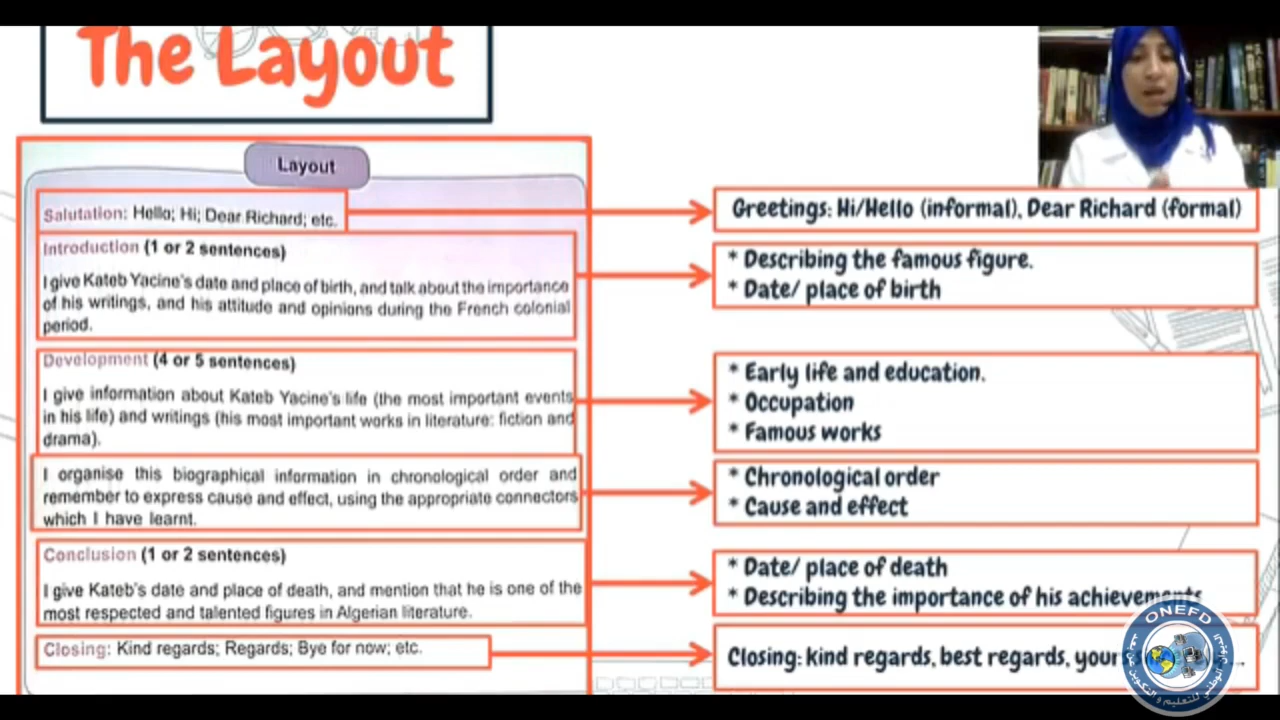 The Layout
Layout
Salutation: Hello; Hi; Dear Richard; etc.
Introduction (1 or 2 sentences)
I give Kateb Yacine's date and place of birth, and talk about the importance
of his writings, and his attitude and opinions during the French colonial
period.
Development (4 or 5 sentences)
I give information about Kateb Yacine's life (the most important events
in his life) and writings (his most important works in literature: fiction and
drama).
I organise this biographical information in chronological order and
remember to express cause and effect, using the appropriate connectors
which I have learnt.
Conclusion (1 or 2 sentences)
I give Kateb's date and place of death, and mention that he is one of the
most respected and talented figures in Algerian literature.
Closing: Kind regards; Regards; Bye for now; etc.
Greetings: Hi/Hello (informal), Dear Richard (formal)
* Describing the famous figure.
* Date/ place of birth
* Early life and education.
* Occupation
* Famous works
* Chronological order
* Cause and effect
* Date/ place of death
* Describing the importance of his achievements
Closing: kind regards, best regards,
ONEFD